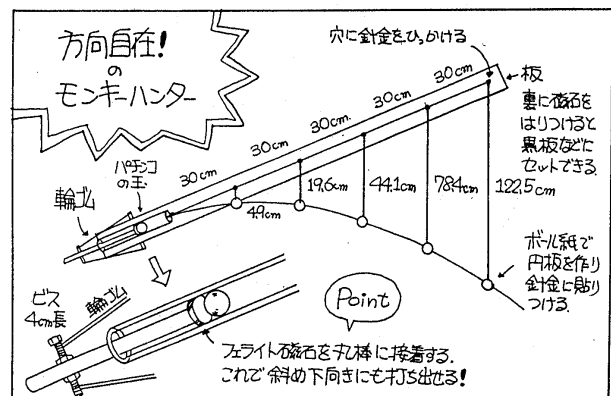 方向自在!
の
モンキーハンター
穴に針金をひっかける
板
裏に磁石を
はりつけると
黒板などに
セットできる
30cm
30cm
30cm
30cm
30cm
パチンコ
の玉
輪ゴム
4.9cm
19.6cm
44.1cm
78.4cm
122.5cm
ボール紙で
円板を作り
針金に貼り
つける.
ビス
4cm長
輪ゴム
Point
フェライト磁石を押し棒に接着する.
これで斜め下向きにも打ち出せる!